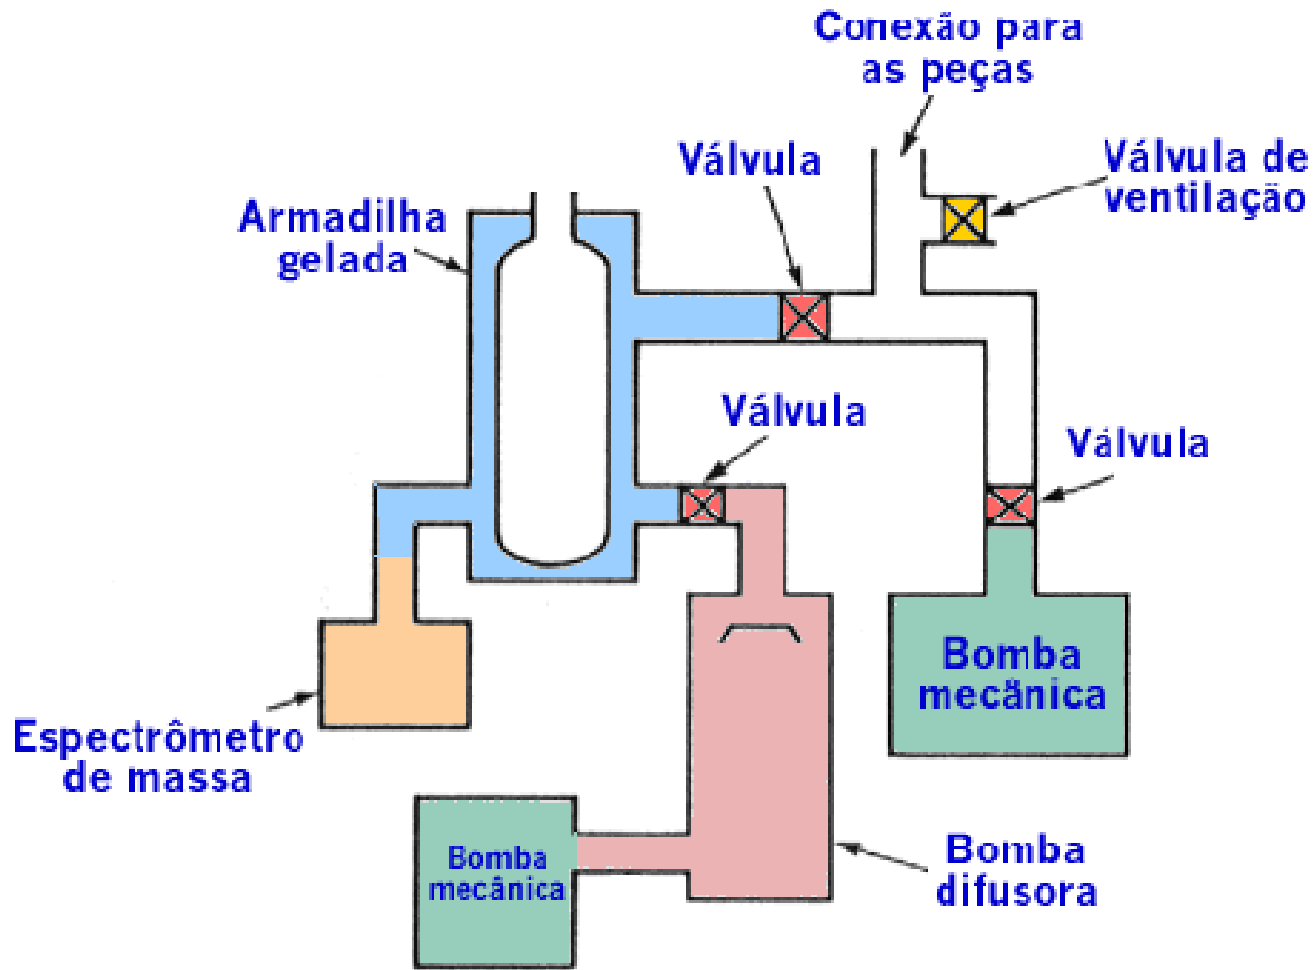 Conexão para
as peças
Válvula
Válvula de
ventilação
Armadilha
gelada
Válvula
Válvula
Bomba
mecânica
Espectrômetro
de massa
Bomba
mecânica
Bomba
difusora